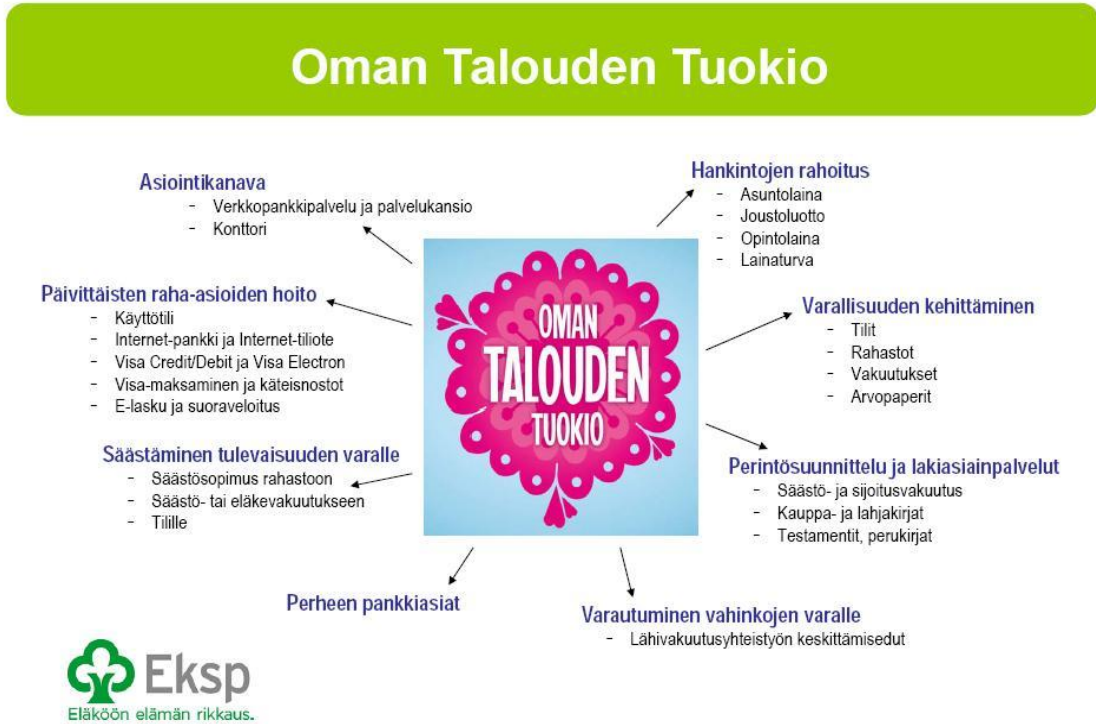 Oman Talouden Tuokio
Asiointikanava
- Verkkopankkipalvelu ja palvelukansio
- Konttori
Päivittäisten raha-asioiden hoito
- Käyttötili
- Internet-pankki ja Internet-tiliote
- Visa Credit/Debit ja Visa Electron
- Visa-maksaminen ja käteisnostot
- E-lasku ja suoraveloitus
Säästäminen tulevaisuuden varalle
- Säästösopimus rahastoon
- Säästö- tai eläkevakuutukseen
- Tilille
Perheen pankkiasiat
OMAN
TALOUDEN
TUOKIO
Hankintojen rahoitus
- Asuntolaina
- Joustoluotto
- Opintolaina
- Lainaturva
Varallisuuden kehittäminen
- Tilit
- Rahastot
- Vakuutukset
- Arvopaperit
Perintösuunnittelu ja lakiasiainpalvelut
- Säästö- ja sijoitusvakuutus
- Kauppa- ja lahjakirjat
- Testamentit, perukirjat
Varautuminen vahinkojen varalle
- Lähivakuutusyhteistyön keskittämisedut
Eksp
Eläköön elämän rikkaus.